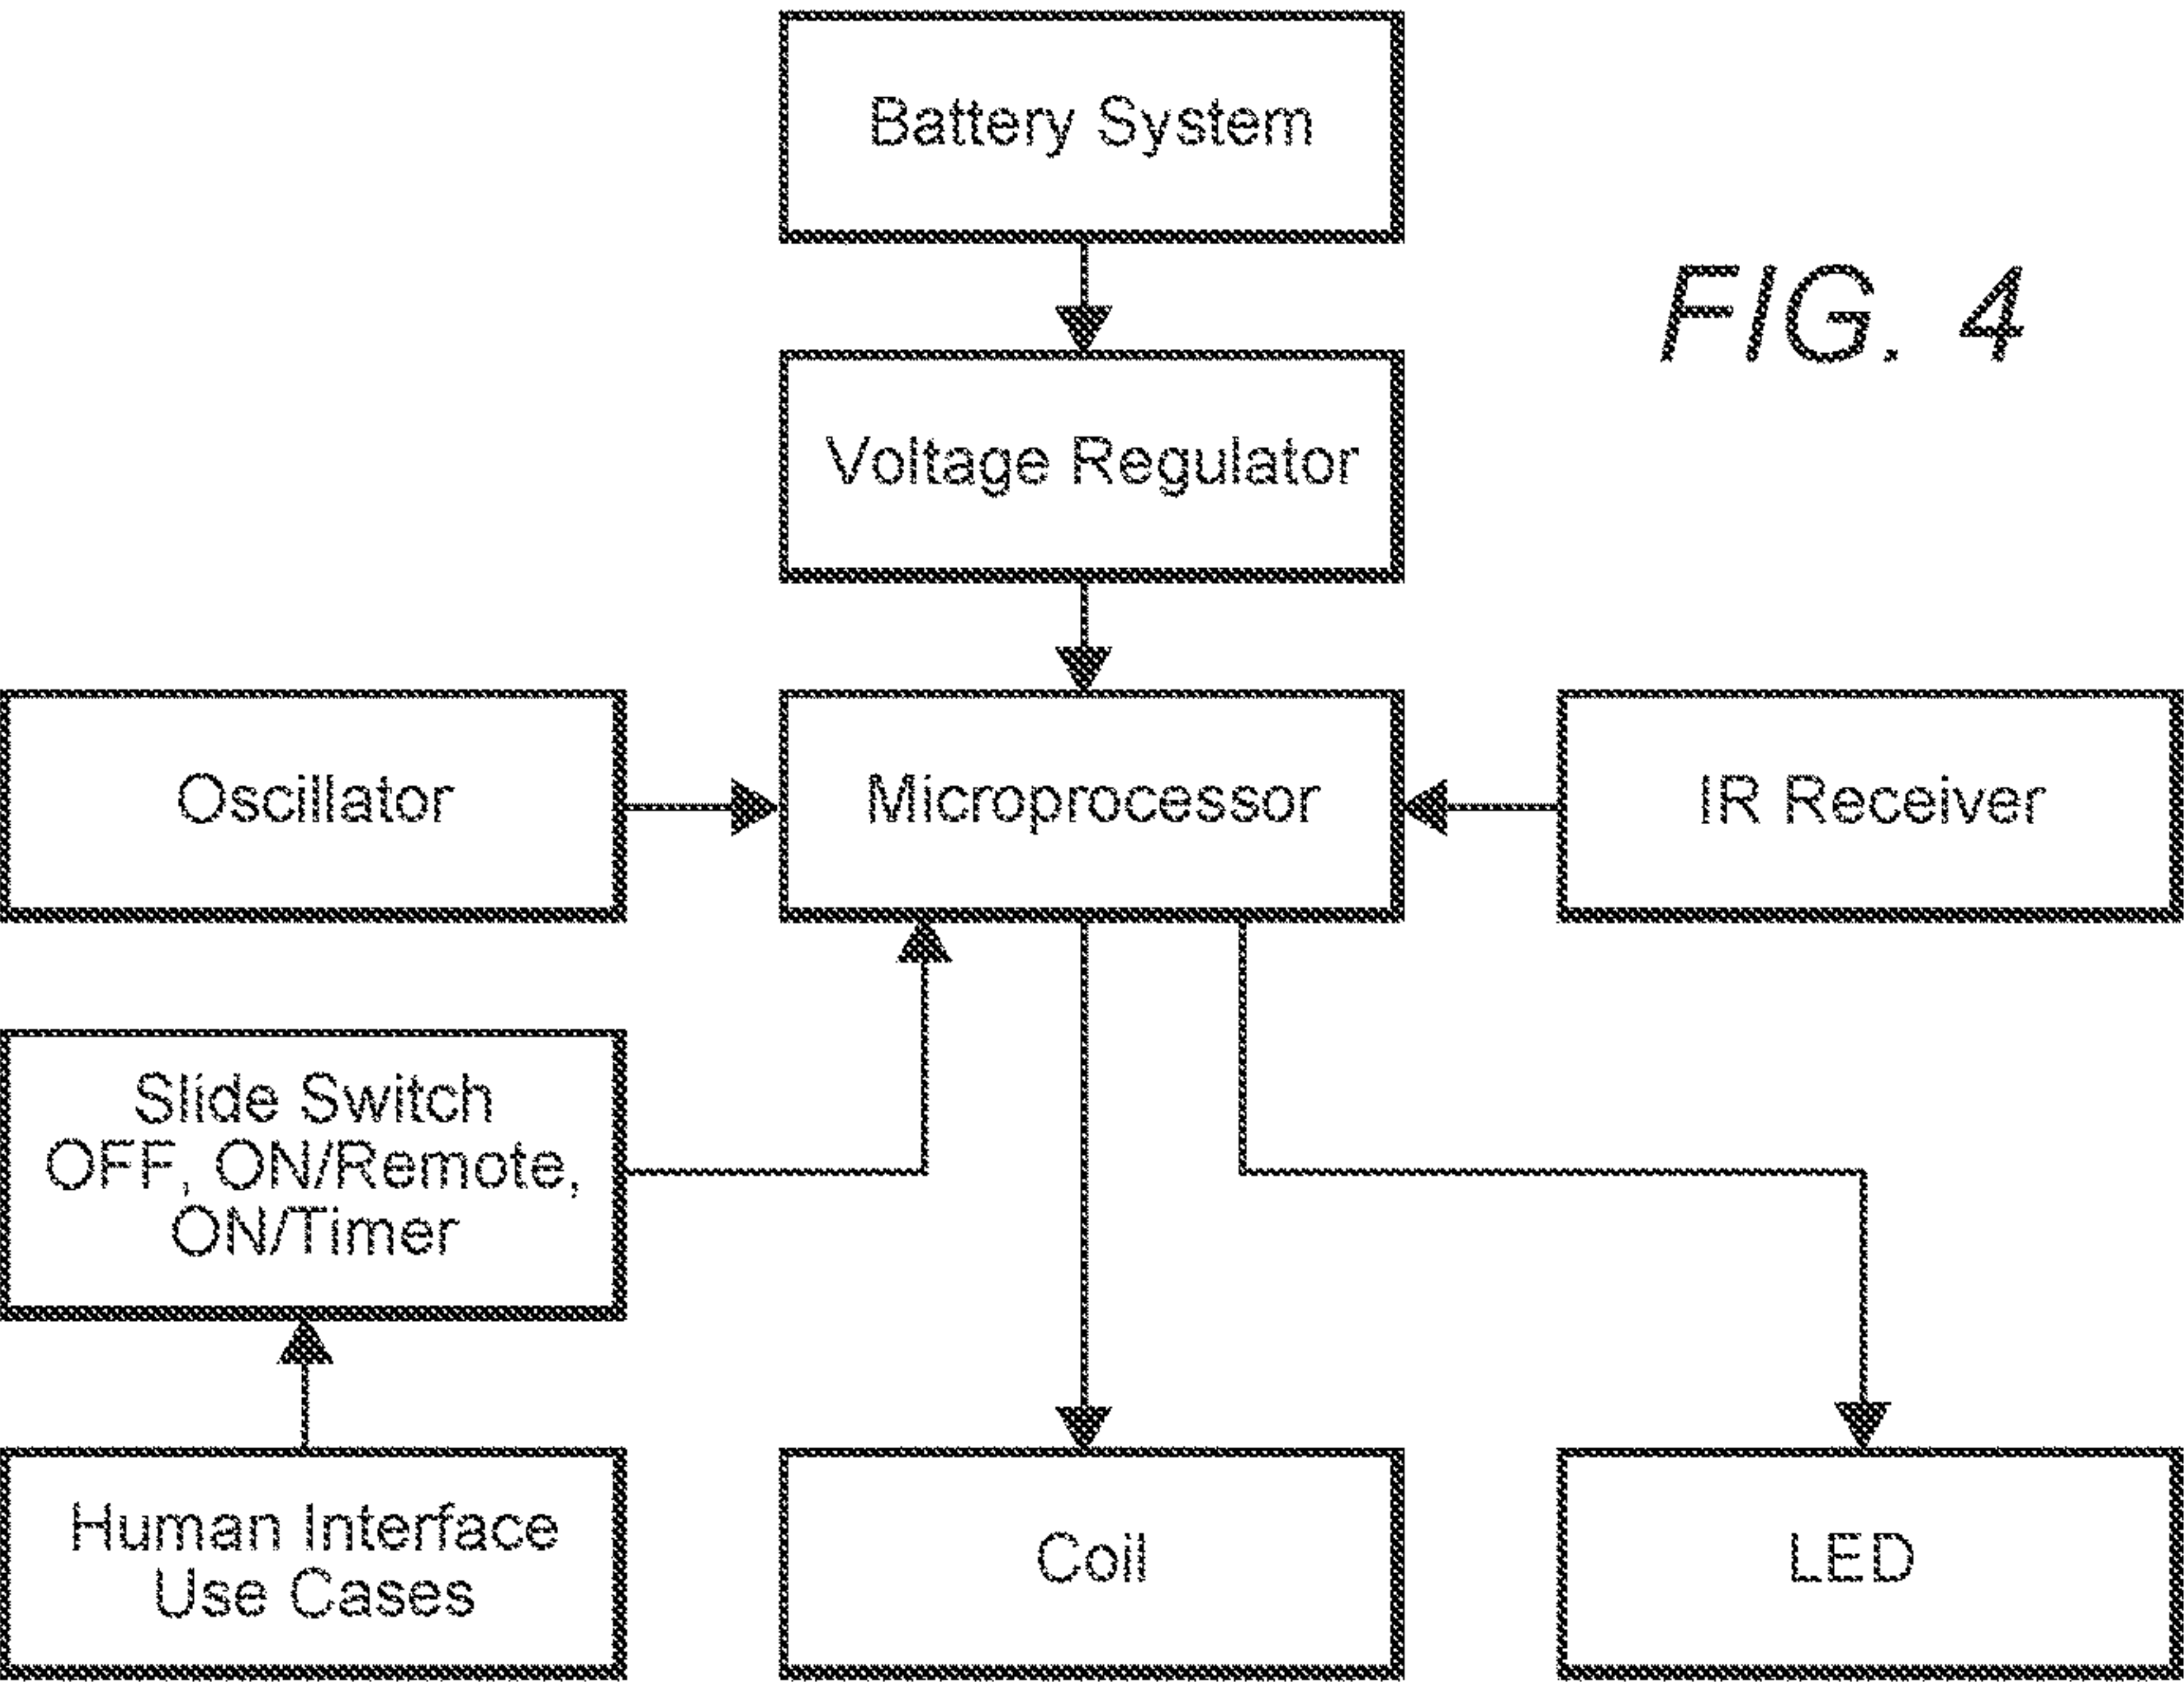 Battery System
FIG. 4
Voltage Regulator
Oscillator
Microprocessor
IR Receiver
Slide Switch
OFF, ON/Remote,
ON/Timer
Human Interface
Use Cases
Coil
LED